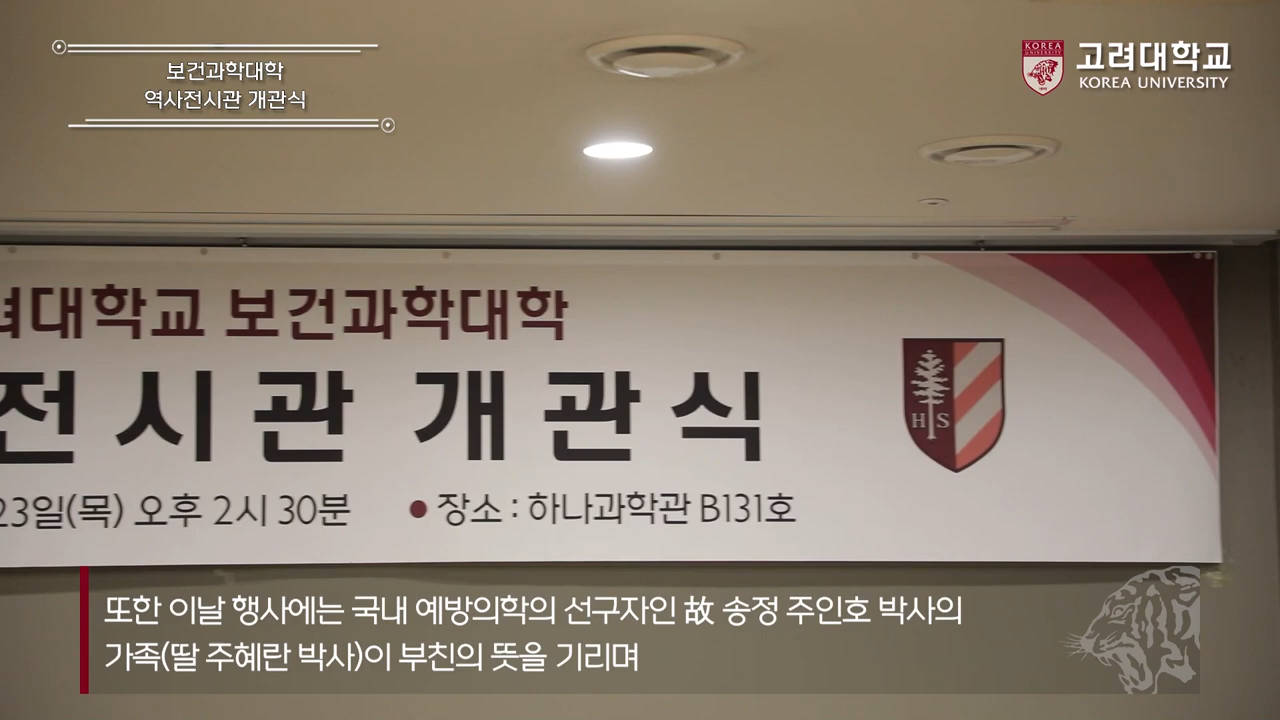 보건과학대학
역사전시관 개관식
KOREA
UNIVERSITY
고려대학교
KOREA UNIVERSITY
려대학교 보건과학대학
전시관 개관식
23일(목) 오후 2시 30분 ● 장소 : 하나과학관 B131호
H S
또한 이날 행사에는 국내 예방의학의 선구자인 故 송정 주인호 박사의
가족(딸 주혜란 박사)이 부친의 뜻을 기리며